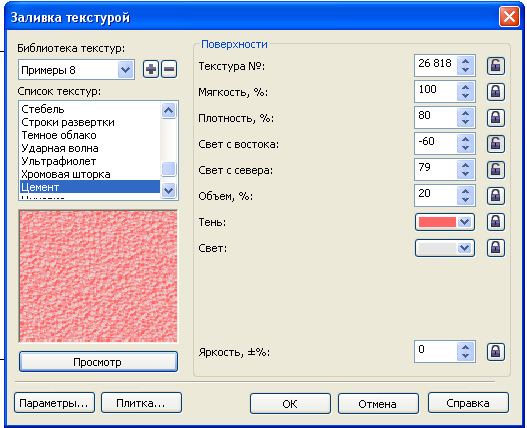 Заливка текстурой
Библиотека текстур:
Примеры 8
Список текстур:
Стебель
Строки развертки
Темное облако
Ударная волна
Ультрафиолет
Хромовая шторка
Цемент
Просмотр
Поверхности
Текстура №: 26 818
Мягкость, %: 100
Плотность, %: 80
Свет с востока: -60
Свет с севера: 79
Объем, %: 20
Тень:
Свет:
Яркость, ±%: 0
Параметры... Плитка... ОК Отмена Справка